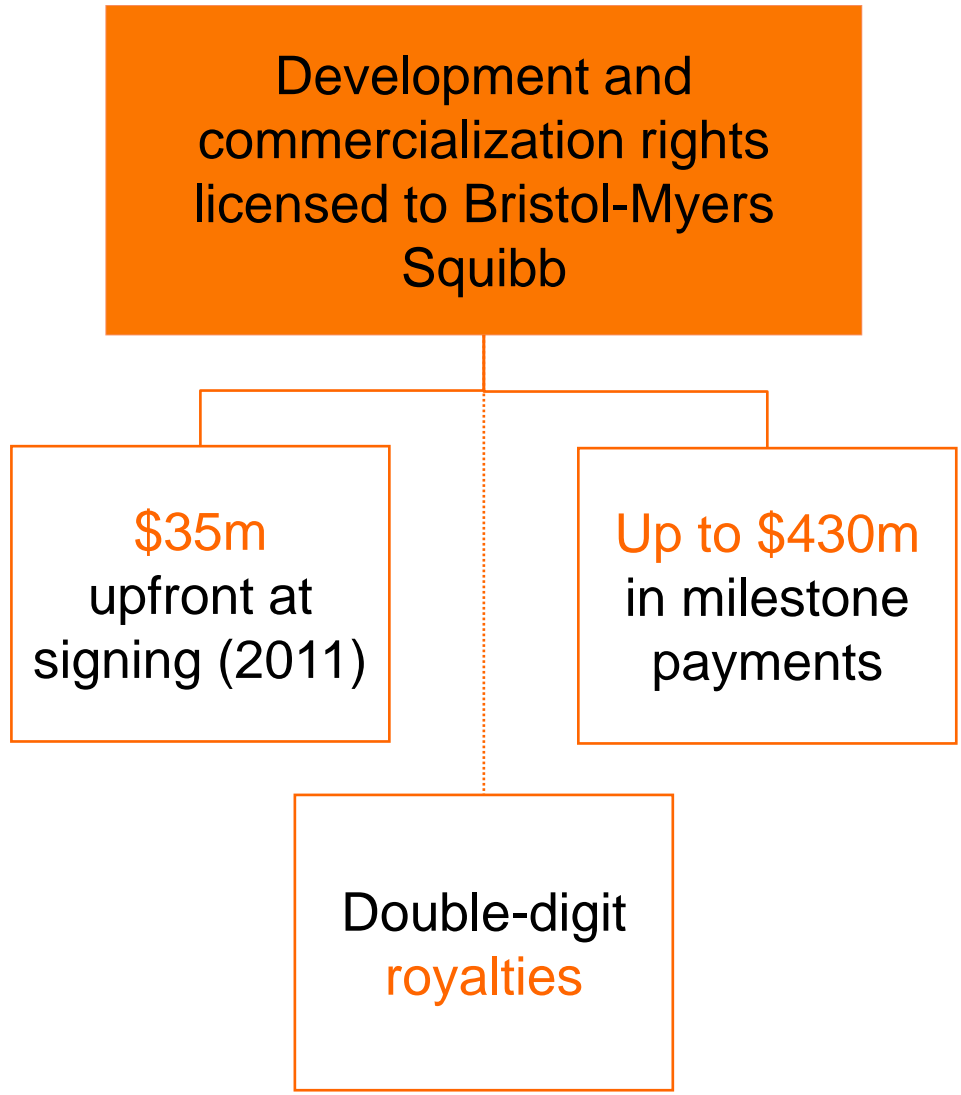 Development and
commercialization rights
licensed to Bristol-Myers
Squibb
$35m
upfront at
signing (2011)
Up to $430m
in milestone
payments
Double-digit
royalties